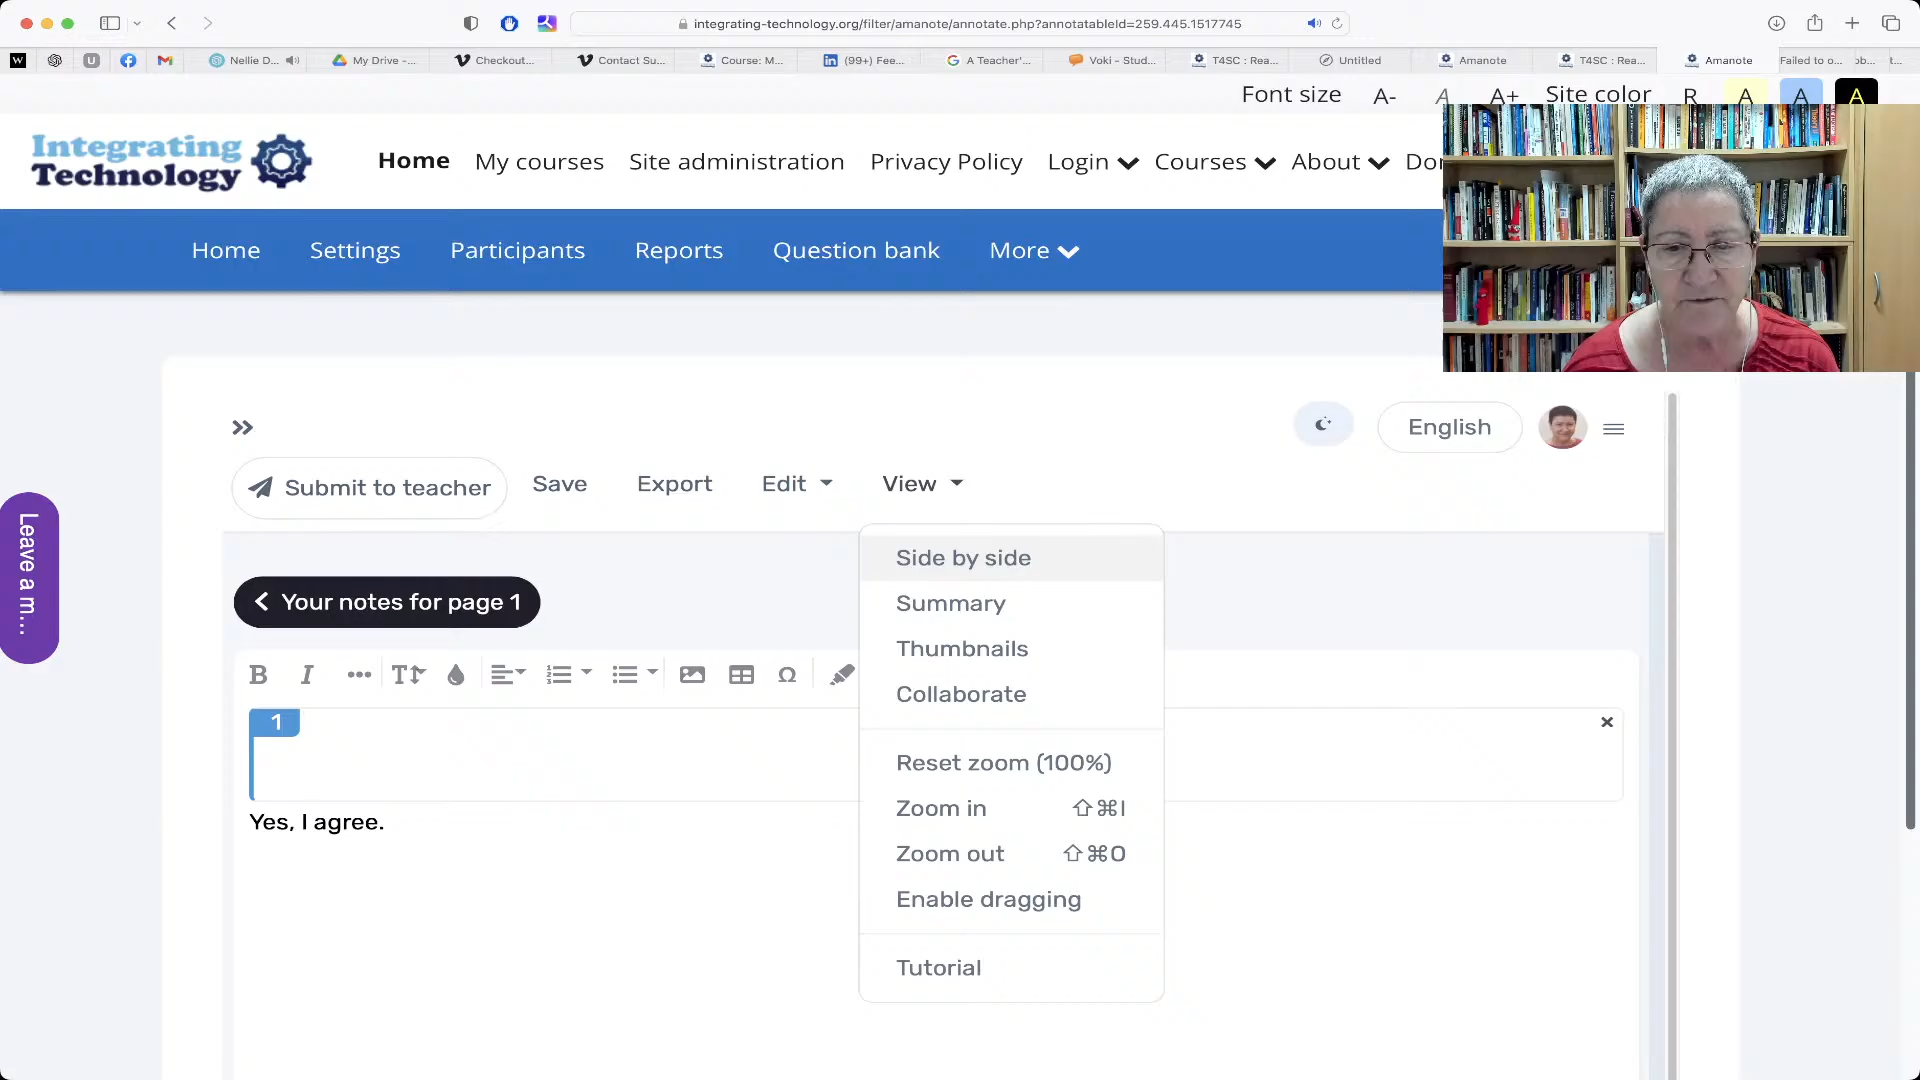 integrating-technology.org/filter/amanote/annotate.php?annotatableId=259.445.1517745
W
U
Nellie D...
My Drive -...
Checkout...
Contact Su...
Course: M...
(99+) Fee...
A Teacher'...
Voki - Stud...
T4SC : Rea...
Untitled
Amanote
T4SC : Rea...
Amanote
Failed to o...
ob...
t...
Font size A- A A+ Site color R A A A
Integrating
Technology
Home My courses Site administration Privacy Policy Login Courses About Don
Home Settings Participants Reports Question bank More
English
Submit to teacher Save Export Edit View
Side by side
Your notes for page 1
Summary
Thumbnails
Collaborate
Leave a m...
B I ••• T Ω
1
Reset zoom (100%)
Zoom in ⇧⌘I
Yes, I agree.
Zoom out ⇧⌘O
Enable dragging
Tutorial